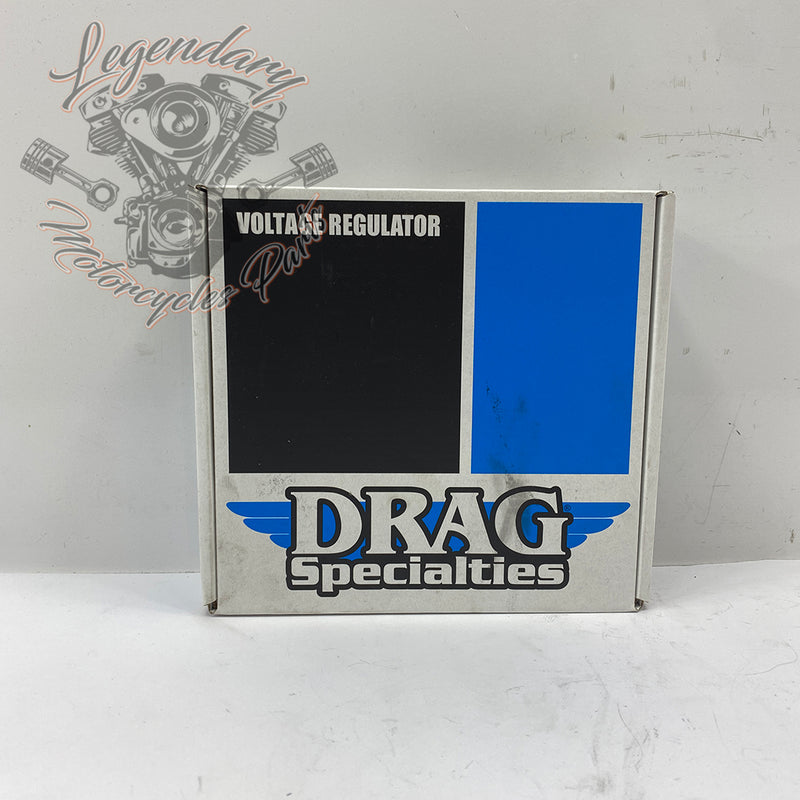 Legendary
Motorcycles Parts
VOLTAGE REGULATOR
DRAG®
Specialties